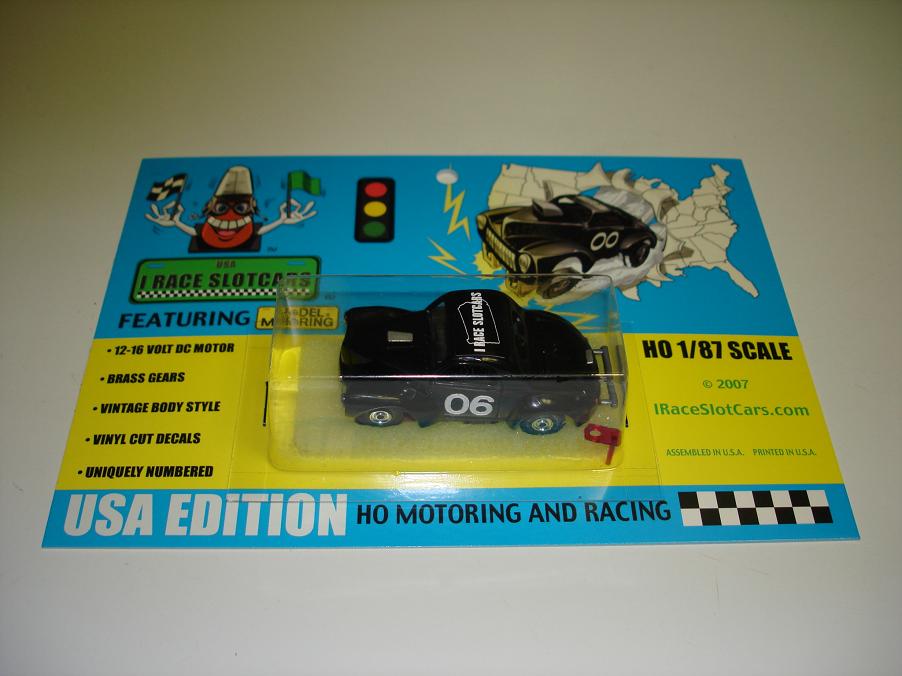 USA
I RACE SLOTCARS
TM
FEATURING MODEL MOTORING
• 12-16 VOLT DC MOTOR
• BRASS GEARS
• VINTAGE BODY STYLE
• VINYL CUT DECALS
• UNIQUELY NUMBERED
00
I RACE SLOTCARS
06
HO 1/87 SCALE
© 2007
IRaceSlotCars.com
ASSEMBLED IN U.S.A. PRINTED IN U.S.A.
USA EDITION HO MOTORING AND RACING